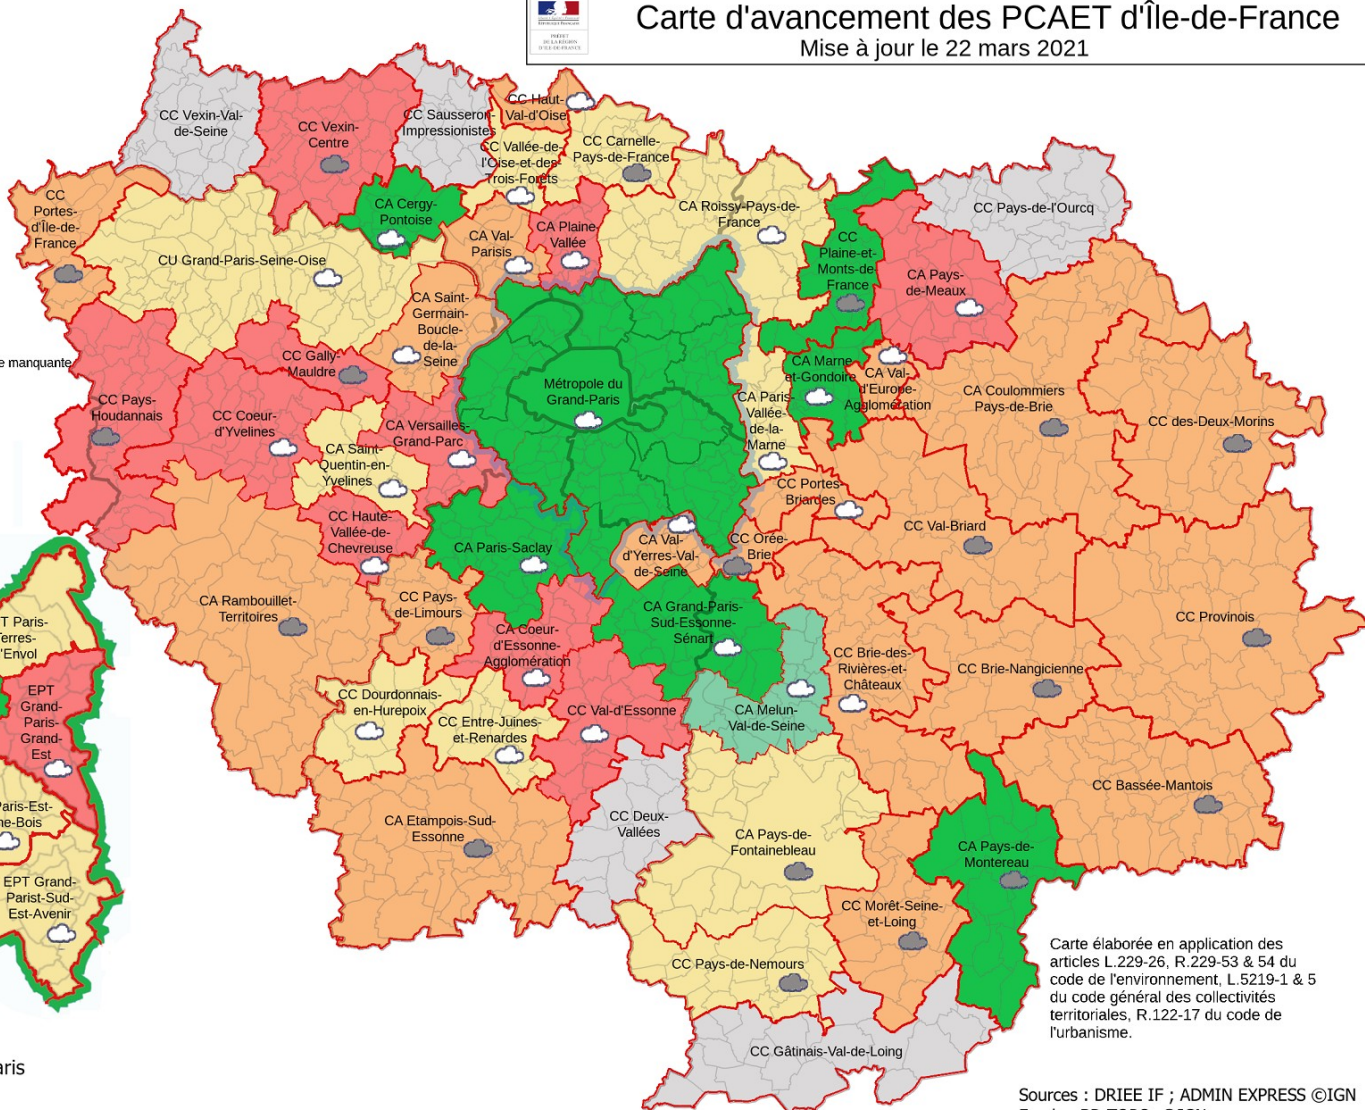 PRÉFET
DE LA RÉGION
D'ÎLE-DE-FRANCE
Carte d'avancement des PCAET d'Île-de-France
Mise à jour le 22 mars 2021
CC Vexin-Val-
de-Seine
CC Vexin-
Centre
CC Sausseron-
Impressionistes
CC Haut-
Val-d'Oise
CC Vallée-de-
l'Oise-et-des-
Trois-Forêts
CC Carnelle-
Pays-de-France
CC
Portes-
d'Île-de-
France
CA Cergy-
Pontoise
CA Val-
Parisis
CA Plaine-
Vallée
CA Roissy-Pays-de-
France
CC
Plaine-et-
Monts-de-
France
CA Pays-
de-Meaux
CC Pays-de-l'Ourcq
CU Grand-Paris-Seine-Oise
CA Saint-
Germain-
Boucle-
de-la-
Seine
e manquante
CC Gally-
Mauldre
CC Pays-
Houdannais
CC Coeur-
d'Yvelines
CA Versailles-
Grand-Parc
CA Saint-
Quentin-en-
Yvelines
Métropole du
Grand-Paris
CA Marne-
et-Gondoire
CA Val-
d'Europe-
Agglomération
CA Paris-
Vallée-
de-la-
Marne
CA Coulommiers
Pays-de-Brie
CC des-Deux-Morins
CC Haute-
Vallée-de-
Chevreuse
CA Paris-Saclay
CA Val-
d'Yerres-Val-
de-Seine
CC Orée-
Brie
CC Portes-
Briardes
CC Val-Briard
CA Rambouillet-
Territoires
CC Pays-
de-Limours
CA Coeur-
d'Essonne-
Agglomération
CA Grand-Paris-
Sud-Essonne-
Sénart
CC Brie-des-
Rivières-et-
Châteaux
CC Brie-Nangicienne
CC Provinois
T Paris-
Terres-
'Envol
EPT
Grand-
Paris-
Grand-
Est
CC Dourdonnais-
en-Hurepoix
CC Entre-Juines-
et-Renardes
CC Val-d'Essonne
CA Melun-
Val-de-Seine
CC Bassée-Mantois
aris-Est-
ne-Bois
EPT Grand-
Parist-Sud-
Est-Avenir
CA Etampois-Sud-
Essonne
CC Deux-
Vallées
CA Pays-de-
Fontainebleau
CA Pays-de-
Montereau
CC Morêt-Seine-
et-Loing
CC Pays-de-Nemours
CC Gâtinais-Val-de-Loing
Carte élaborée en application des
articles L.229-26, R.229-53 & 54 du
code de l'environnement, L.5219-1 & 5
du code général des collectivités
territoriales, R.122-17 du code de
l'urbanisme.
aris
Sources : DRIEE IF ; ADMIN EXPRESS ©IGN